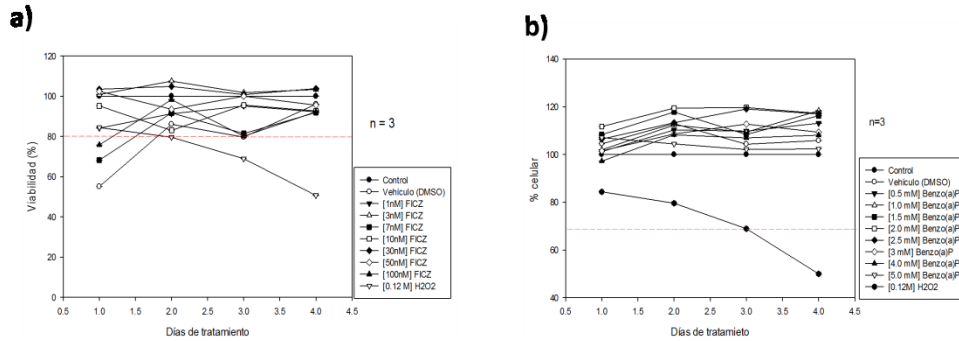 a)
120
100
80
60
40
20
0
Viabilidad (%)
0.5 1.0 1.5 2.0 2.5 3.0 3.5 4.0 4.5
Días de tratamiento
n = 3
Control
Vehículo (DMSO)
[1nM] FICZ
[3nM] FICZ
[7nM] FICZ
[10nM] FICZ
[30nM] FICZ
[50nM] FICZ
[100nM] FICZ
[0.12 M] H2O2
b)
140
120
100
80
60
40
% celular
0.5 1.0 1.5 2.0 2.5 3.0 3.5 4.0 4.5
Días de tratamieto
n=3
Control
Vehículo (DMSO)
[0.5 mM] Benzo(a)P
[1.0 mM] Benzo(a)P
[1.5 mM] Benzo(a)P
[2.0 mM] Benzo(a)P
[2.5 mM] Benzo(a)P
[3 mM] Benzo(a)P
[4.0 mM] Benzo(a)P
[5.0 mM] Benzo(a)P
[0.12M] H2O2